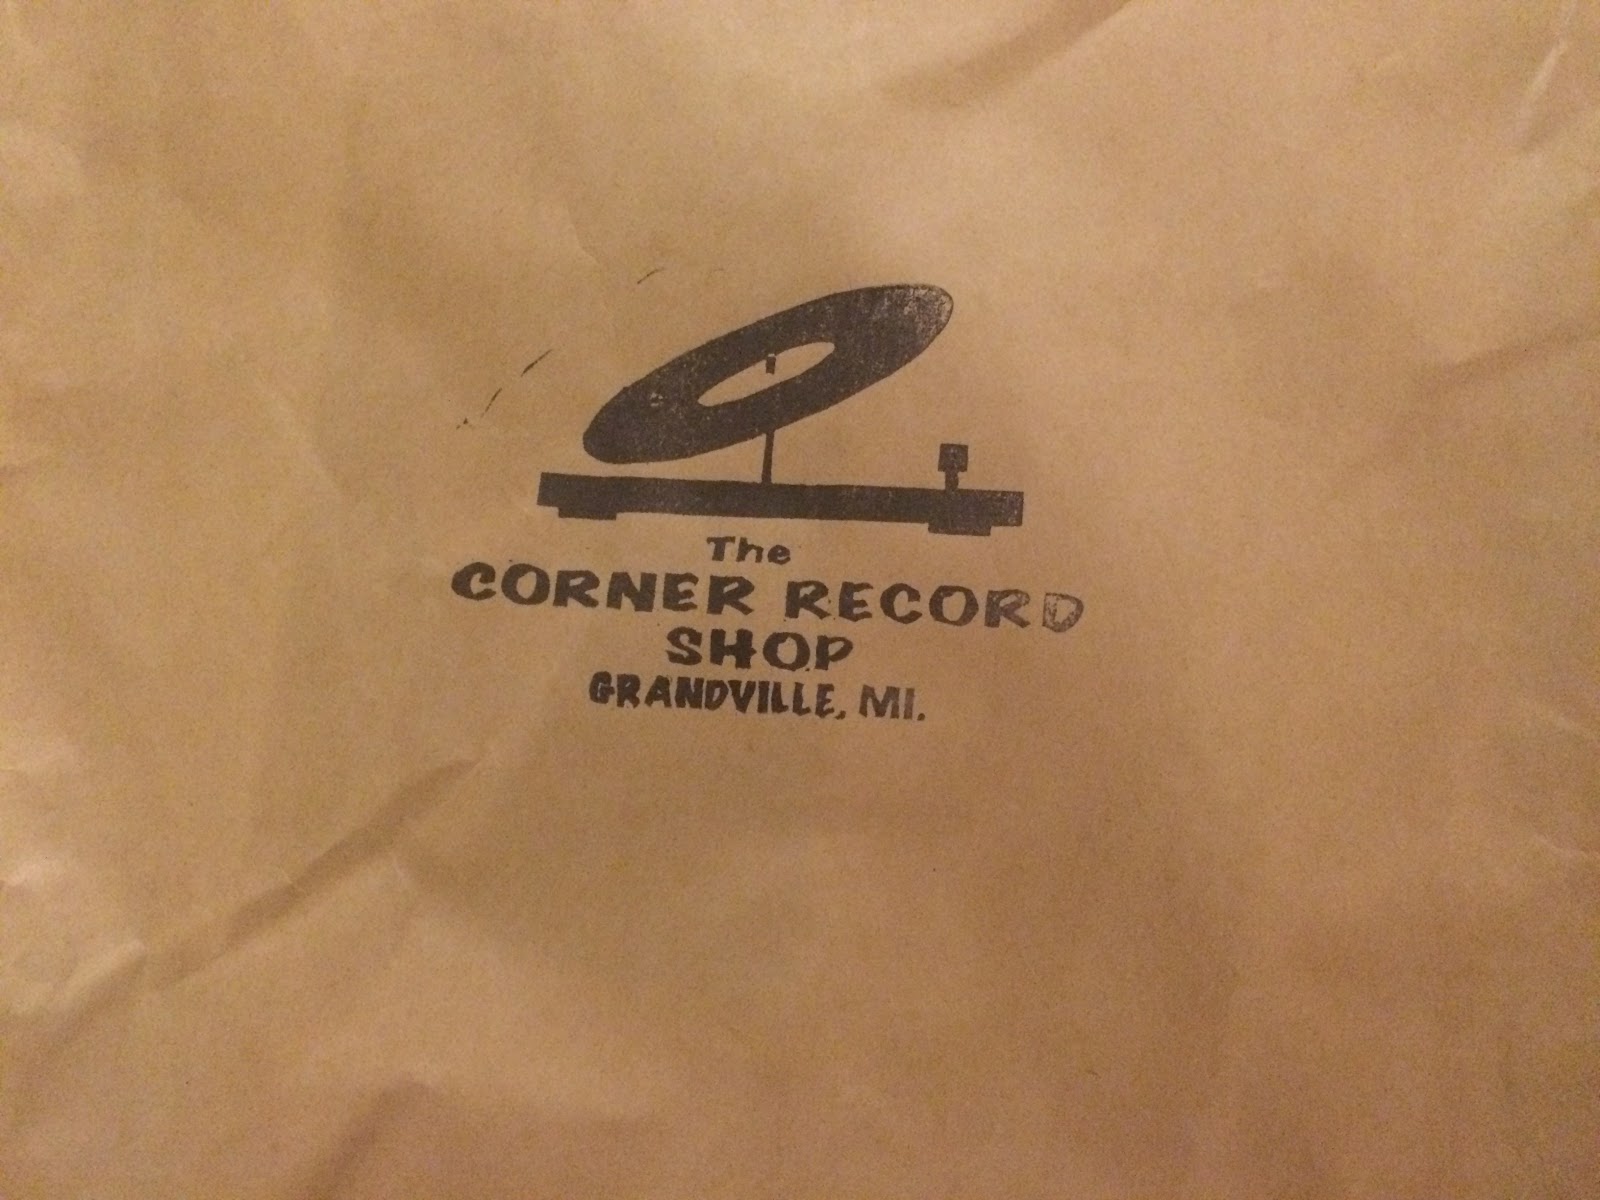 The
CORNER RECORD
SHOP
GRANDVILLE, MI.